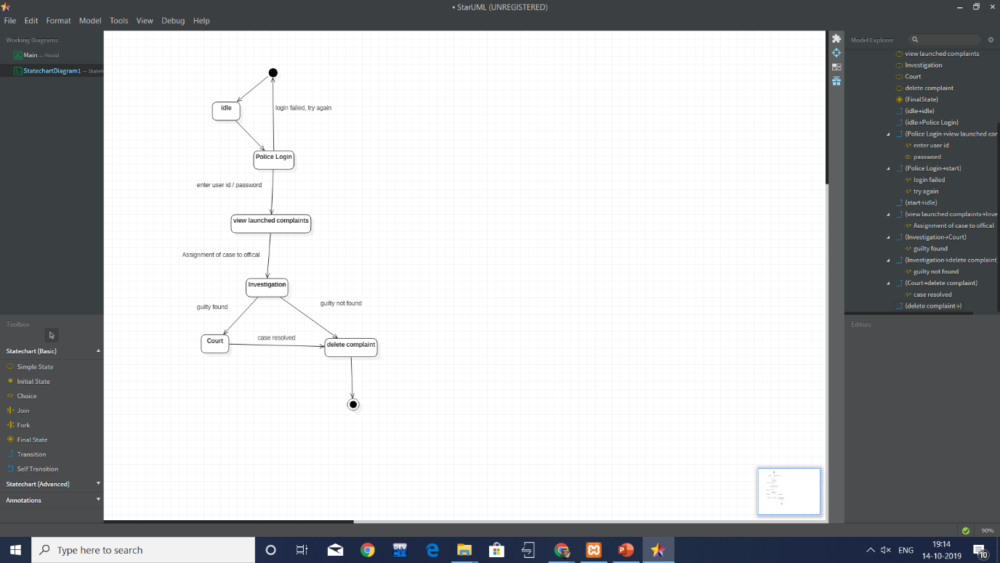 • StarUML (UNREGISTERED)
File Edit Format Model Tools View Debug Help
Working Diagrams
Main — Model
StatechartDiagram1 — StateM
idle
login failed, try again
Police Login
enter user id / password
view launched complaints
Assignment of case to offical
Investigation
guilty found
guilty not found
Court
case resolved
delete complaint
Toolbox
Statechart (Basic)
Simple State
Initial State
Choice
Join
Fork
Final State
Transition
Self Transition
Statechart (Advanced)
Annotations
Model Explorer
view launched complaints
Investigation
Court
delete complaint
(FinalState)
(idle→idle)
(idle→Police Login)
(Police Login→view launched cor
enter user id
password
(Police Login→start)
login failed
try again
(start→idle)
(view launched complaints→Inve
Assignment of case to offical
(Investigation→Court)
guilty found
(Investigation→delete complaint
guilty not found
(Court→delete complaint)
case resolved
(delete complaint→)
Editors
90%
Type here to search
DEV
ENG
19:14
14-10-2019
10